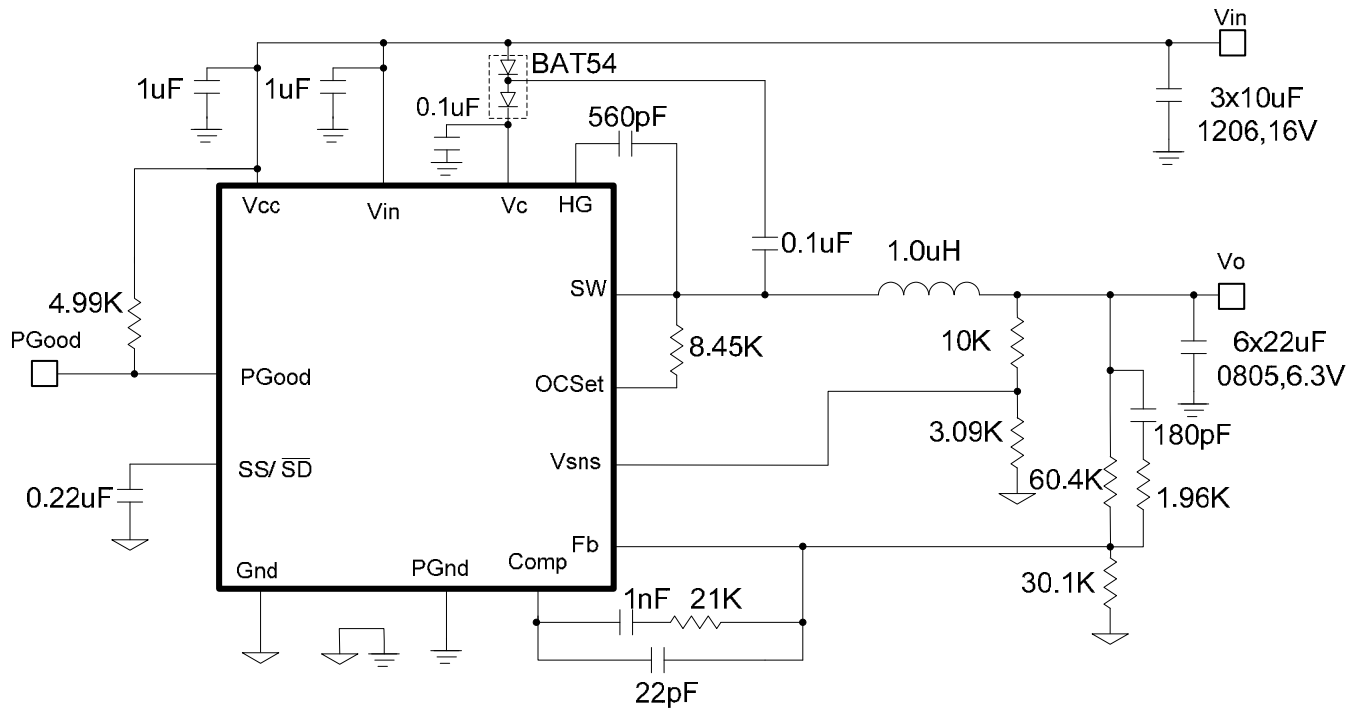 Vin
1uF
1uF
BAT54
0.1uF
560pF
3x10uF
1206,16V
Vcc
Vin
Vc
HG
0.1uF
1.0uH
Vo
SW
4.99K
PGood
8.45K
10K
6x22uF
0805,6.3V
PGood
OCSet
3.09K
180pF
Vsns
SS/ SD
60.4K
1.96K
0.22uF
Fb
Comp
Gnd
PGnd
30.1K
1nF
21K
22pF